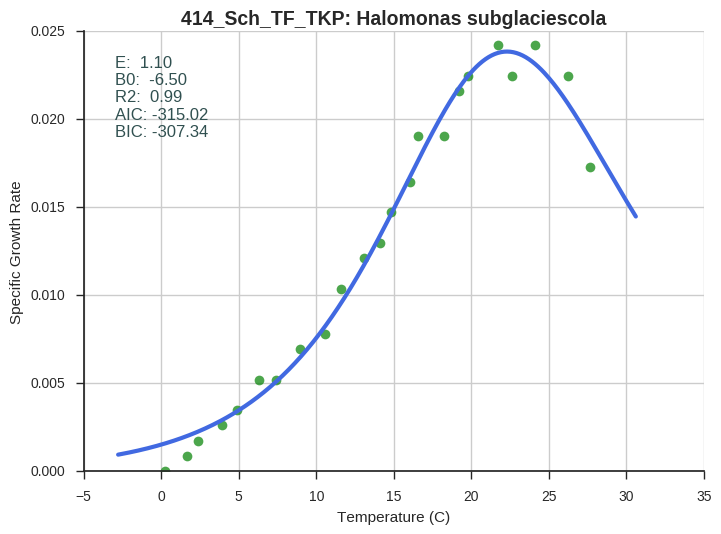 414_Sch_TF_TKP: Halomonas subglaciescola
E:  1.10
B0:  -6.50
R2:  0.99
AIC: -315.02
BIC: -307.34
0.025
0.020
0.015
0.010
0.005
0.000
Specific Growth Rate
−5 0 5 10 15 20 25 30 35
Temperature (C)